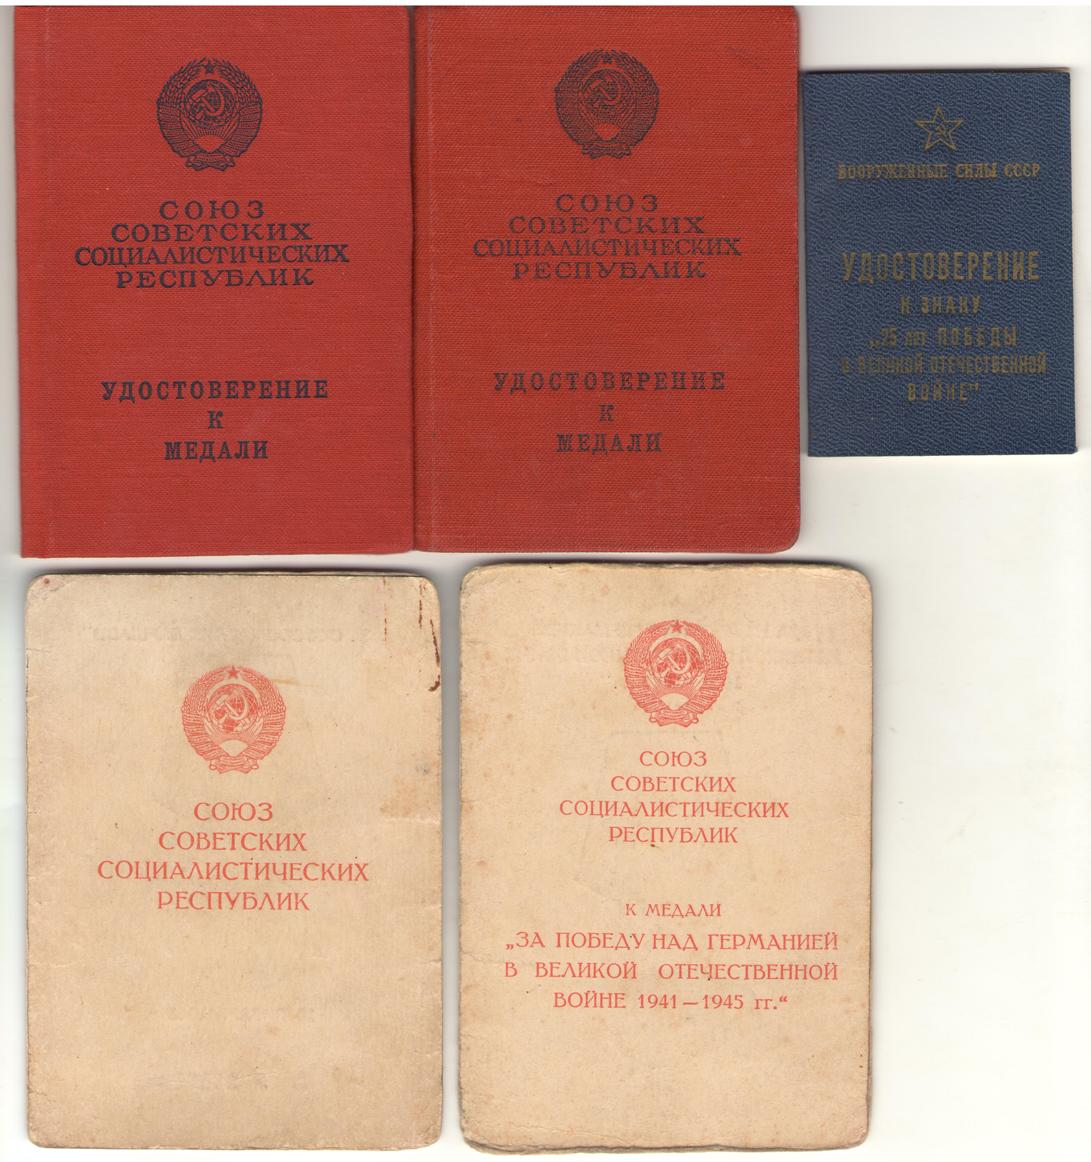 СОЮЗ
СОВЕТСКИХ
СОЦИАЛИСТИЧЕСКИХ
РЕСПУБЛИК
УДОСТОВЕРЕНИЕ
К
МЕДАЛИ
СОЮЗ
СОВЕТСКИХ
СОЦИАЛИСТИЧЕСКИХ
РЕСПУБЛИК
УДОСТОВЕРЕНИЕ
К
МЕДАЛИ
ВООРУЖЕННЫЕ СИЛЫ СССР
УДОСТОВЕРЕНИЕ
К ЗНАКУ
„25 лет ПОБЕДЫ
В ВЕЛИКОЙ ОТЕЧЕСТВЕННОЙ
ВОЙНЕ"
СОЮЗ
СОВЕТСКИХ
СОЦИАЛИСТИЧЕСКИХ
РЕСПУБЛИК
СОЮЗ
СОВЕТСКИХ
СОЦИАЛИСТИЧЕСКИХ
РЕСПУБЛИК
К МЕДАЛИ
„ЗА ПОБЕДУ НАД ГЕРМАНИЕЙ
В ВЕЛИКОЙ ОТЕЧЕСТВЕННОЙ
ВОЙНЕ 1941—1945 гг.“